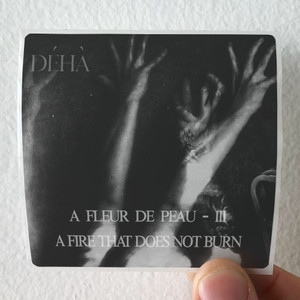 DÉHÀ
A FLEUR DE PEAU - III
A FIRE THAT DOES NOT BURN